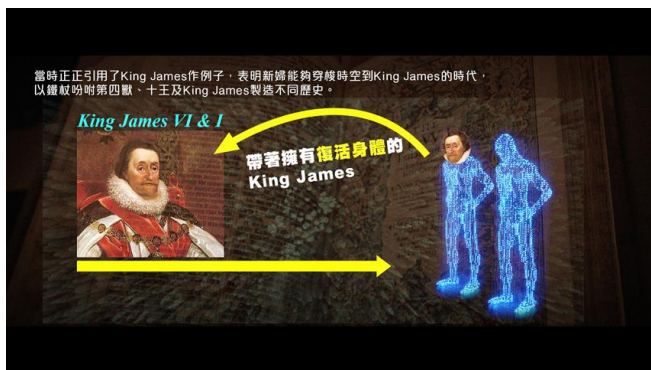 當時正正引用了King James作例子，表明新婦能夠穿梭時空到King James的時代，
以鐵杖吩咐第四獸、十王及King James製造不同歷史。
King James VI & I
帶著擁有復活身體的
King James